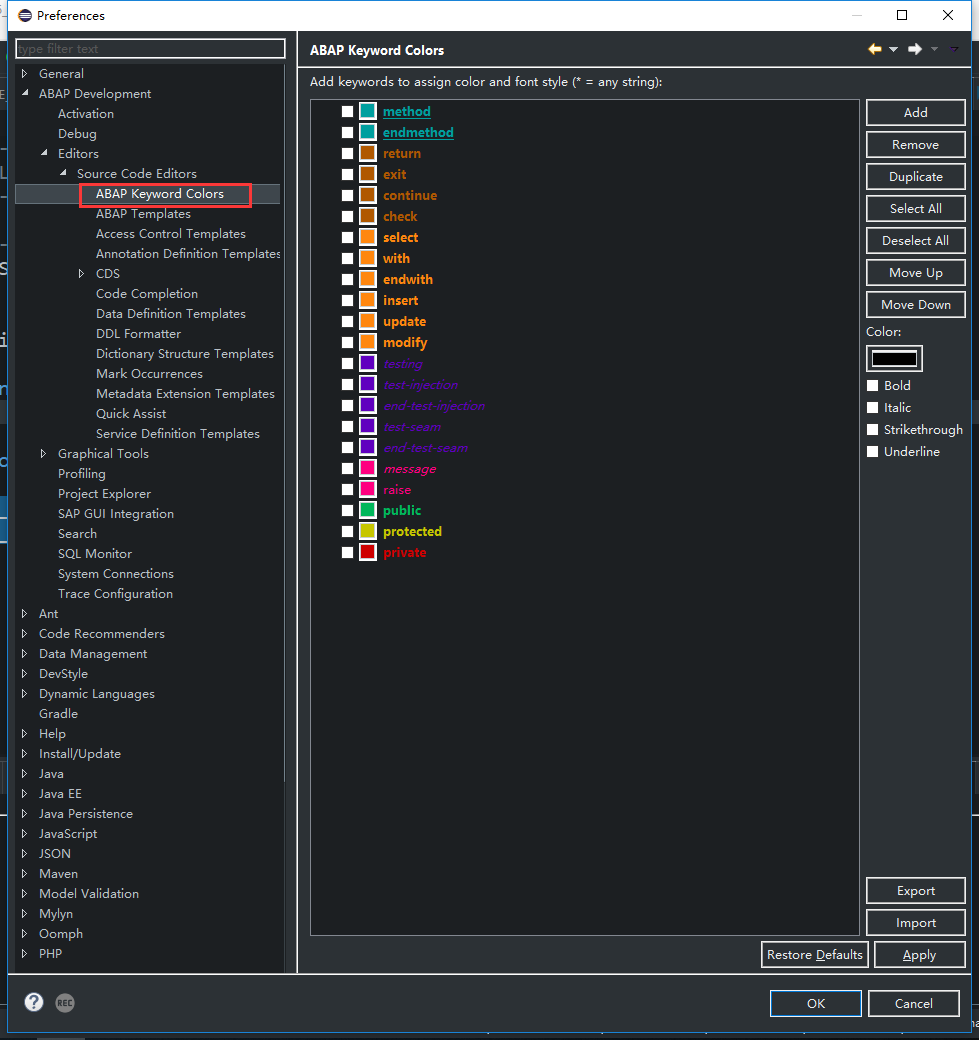 Preferences
type filter text
General
ABAP Development
Activation
Debug
Editors
Source Code Editors
ABAP Keyword Colors
ABAP Templates
Access Control Templates
Annotation Definition Templates
CDS
Code Completion
Data Definition Templates
DDL Formatter
Dictionary Structure Templates
Mark Occurrences
Metadata Extension Templates
Quick Assist
Service Definition Templates
Graphical Tools
Profiling
Project Explorer
SAP GUI Integration
Search
SQL Monitor
System Connections
Trace Configuration
Ant
Code Recommenders
Data Management
DevStyle
Dynamic Languages
Gradle
Help
Install/Update
Java
Java EE
Java Persistence
JavaScript
JSON
Maven
Model Validation
Mylyn
Oomph
PHP
ABAP Keyword Colors
Add keywords to assign color and font style (* = any string):
method
endmethod
return
exit
continue
check
select
with
endwith
insert
update
modify
testing
test-injection
end-test-injection
test-seam
end-test-seam
message
raise
public
protected
private
Add
Remove
Duplicate
Select All
Deselect All
Move Up
Move Down
Color:
Bold
Italic
Strikethrough
Underline
Export
Import
Restore Defaults
Apply
?
REC
OK
Cancel